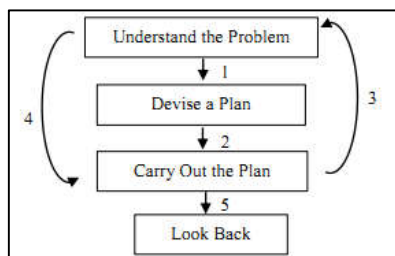 Understand the Problem
1
Devise a Plan
3
4
2
Carry Out the Plan
5
Look Back